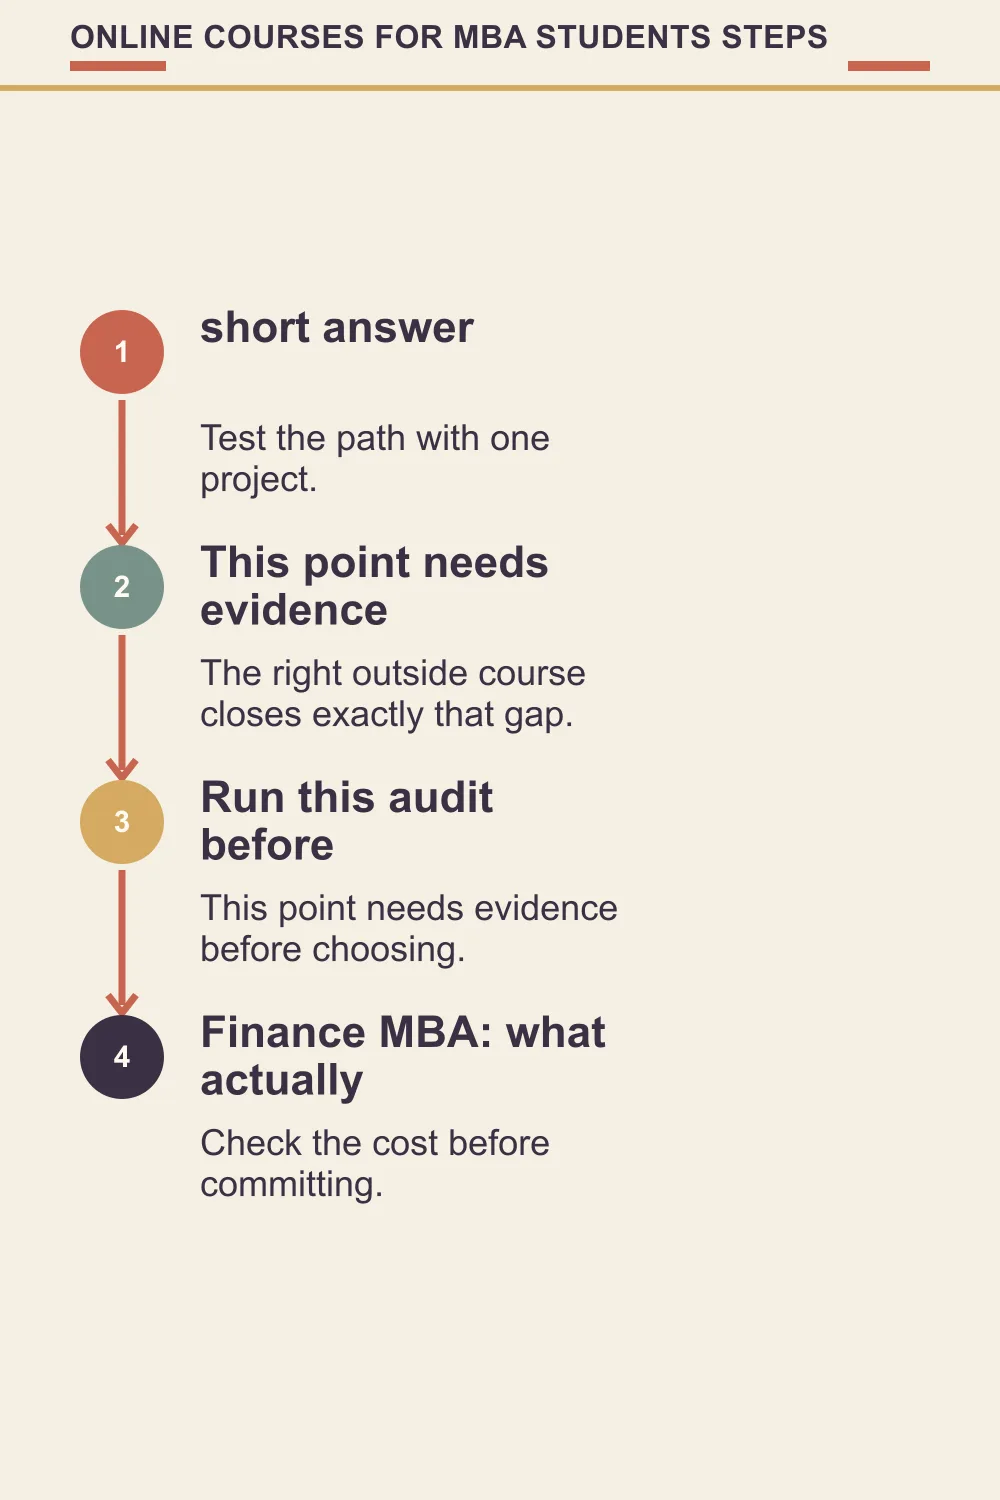 ONLINE COURSES FOR MBA STUDENTS STEPS
1
short answer
Test the path with one
project.
2
This point needs
evidence
The right outside course
closes exactly that gap.
3
Run this audit
before
This point needs evidence
before choosing.
4
Finance MBA: what
actually
Check the cost before
committing.